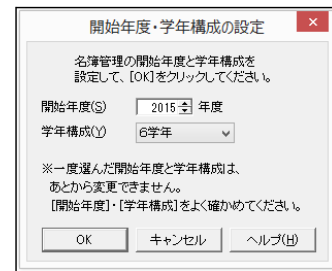 開始年度・学年構成の設定
名簿管理の開始年度と学年構成を
設定して、[OK]をクリックしてください。
開始年度(S) 2015 年度
学年構成(Y) 6学年
※一度選んだ開始年度と学年構成は、
あとから変更できません。
[開始年度]・[学年構成]をよく確かめてください。
OK キャンセル ヘルプ(H)